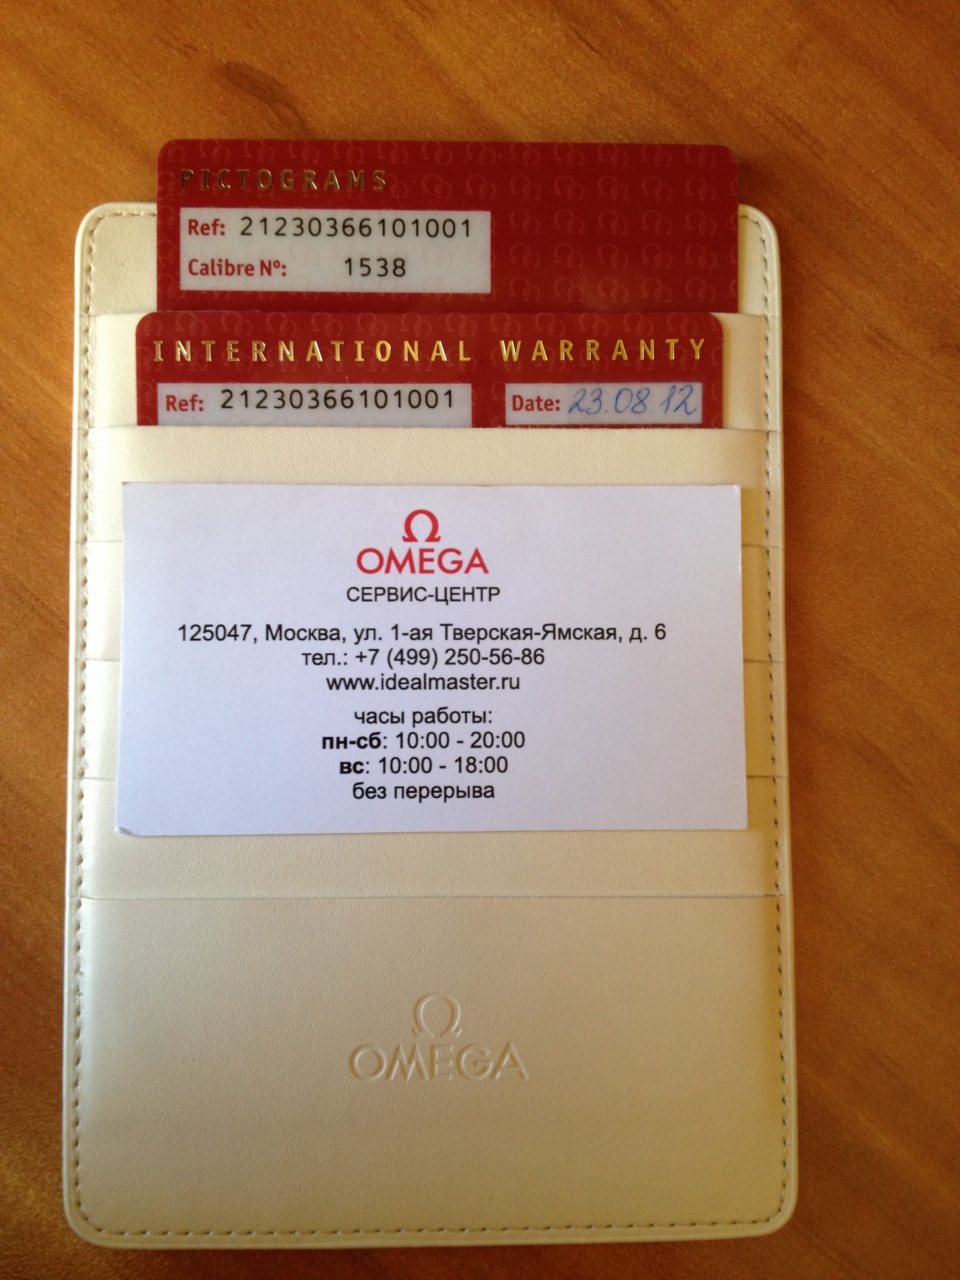 PICTOGRAMS
Ref: 21230366101001
Calibre Nº: 1538
INTERNATIONAL WARRANTY
Ref: 21230366101001 Date: 23.08.12
Ω
OMEGA
СЕРВИС-ЦЕНТР
125047, Москва, ул. 1-ая Тверская-Ямская, д. 6
тел.: +7 (499) 250-56-86
www.idealmaster.ru
часы работы:
пн-сб: 10:00 - 20:00
вс: 10:00 - 18:00
без перерыва
Ω
OMEGA